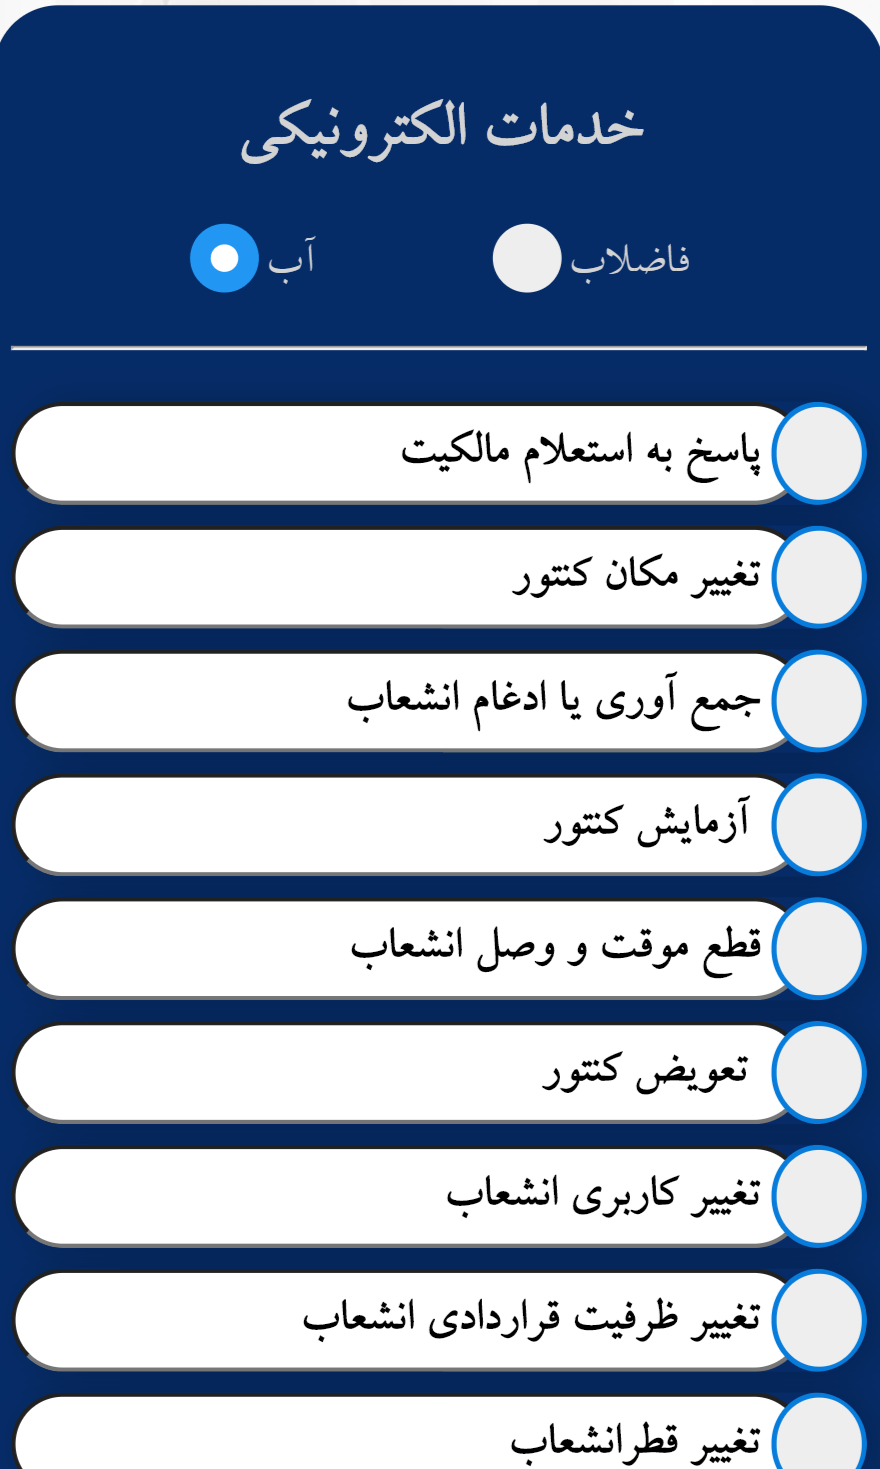 خدمات الکترونیکی
فاضلاب
آب
پاسخ به استعلام مالکیت
تغییر مکان کنتور
جمع آوری یا ادغام انشعاب
آزمایش کنتور
قطع موقت و وصل انشعاب
تعویض کنتور
تغییر کاربری انشعاب
تغییر ظرفیت قراردادی انشعاب
تغییر قطرانشعاب